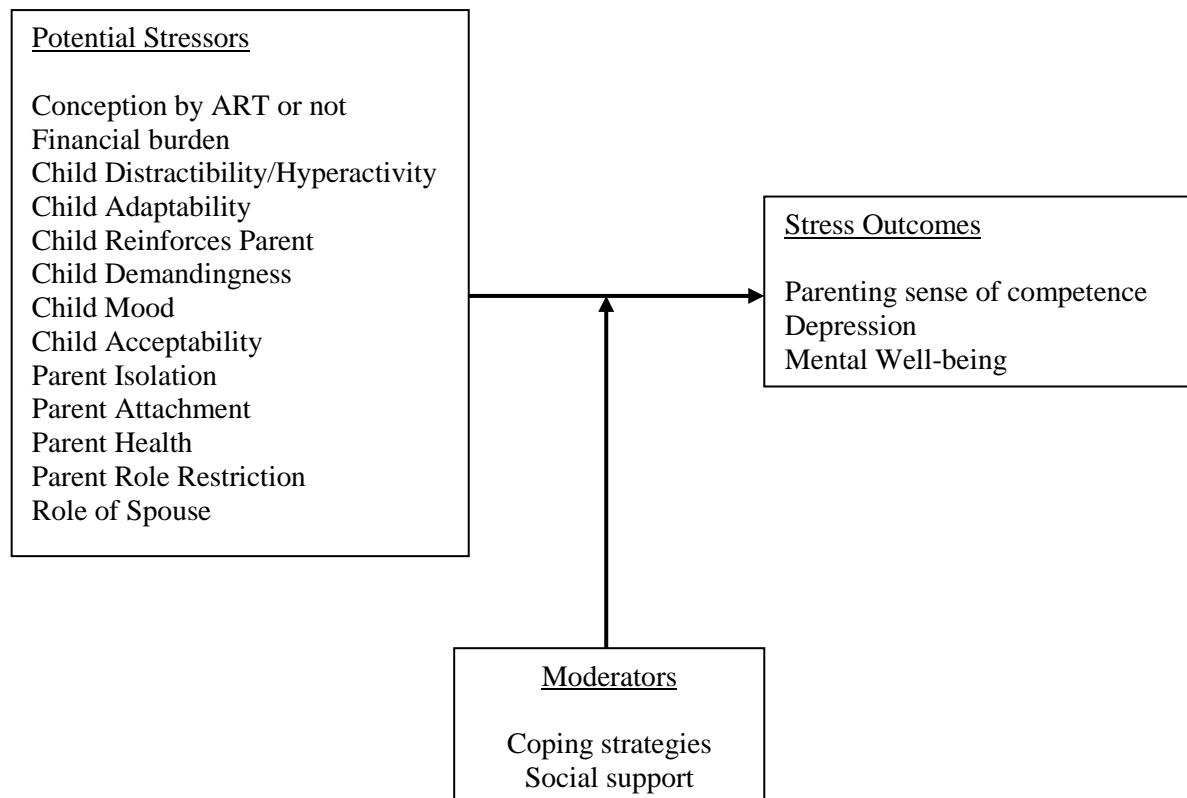 Potential Stressors
Conception by ART or not
Financial burden
Child Distractibility/Hyperactivity
Child Adaptability
Child Reinforces Parent
Child Demandingness
Child Mood
Child Acceptability
Parent Isolation
Parent Attachment
Parent Health
Parent Role Restriction
Role of Spouse
Stress Outcomes
Parenting sense of competence
Depression
Mental Well-being
Moderators
Coping strategies
Social support